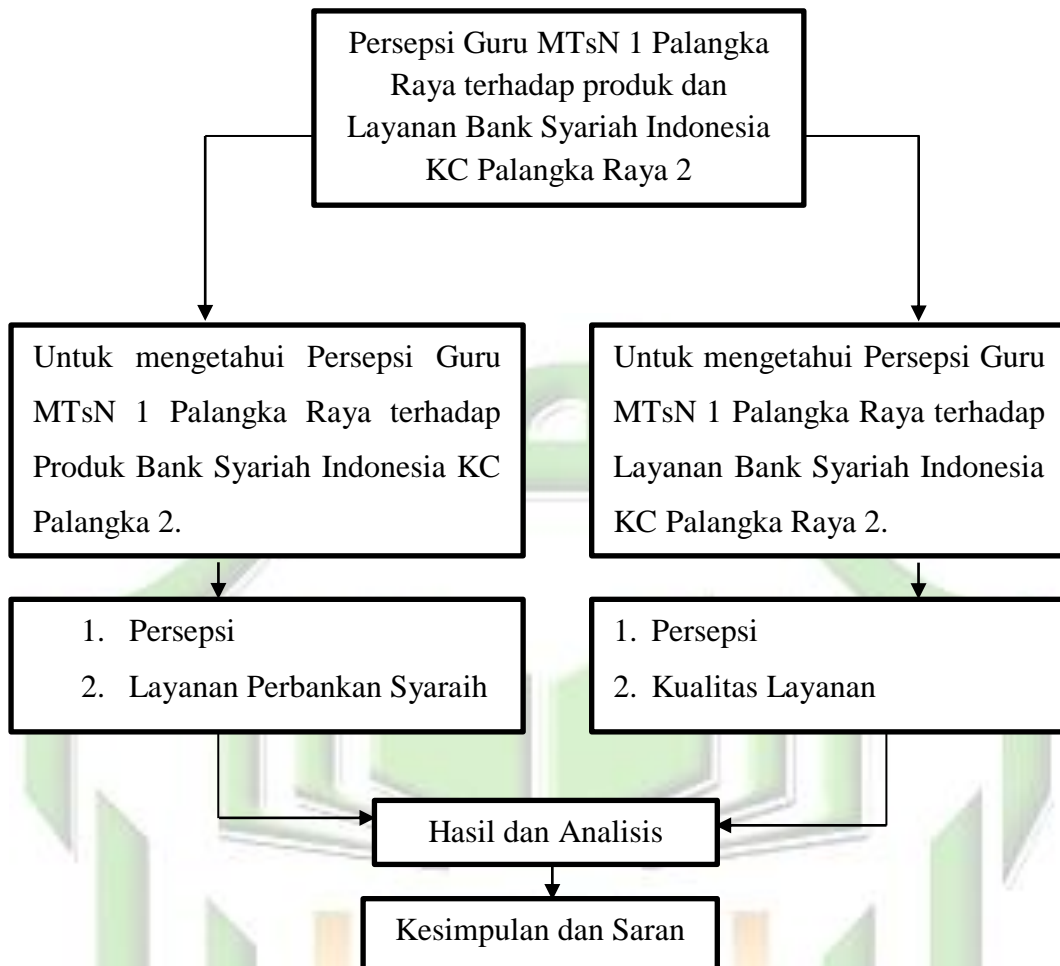 Persepsi Guru MTsN 1 Palangka
Raya terhadap produk dan
Layanan Bank Syariah Indonesia
KC Palangka Raya 2
Untuk mengetahui Persepsi Guru
MTsN 1 Palangka Raya terhadap
Produk Bank Syariah Indonesia KC
Palangka 2.
Untuk mengetahui Persepsi Guru
MTsN 1 Palangka Raya terhadap
Layanan Bank Syariah Indonesia
KC Palangka Raya 2.
1. Persepsi
2. Layanan Perbankan Syaraih
1. Persepsi
2. Kualitas Layanan
Hasil dan Analisis
Kesimpulan dan Saran